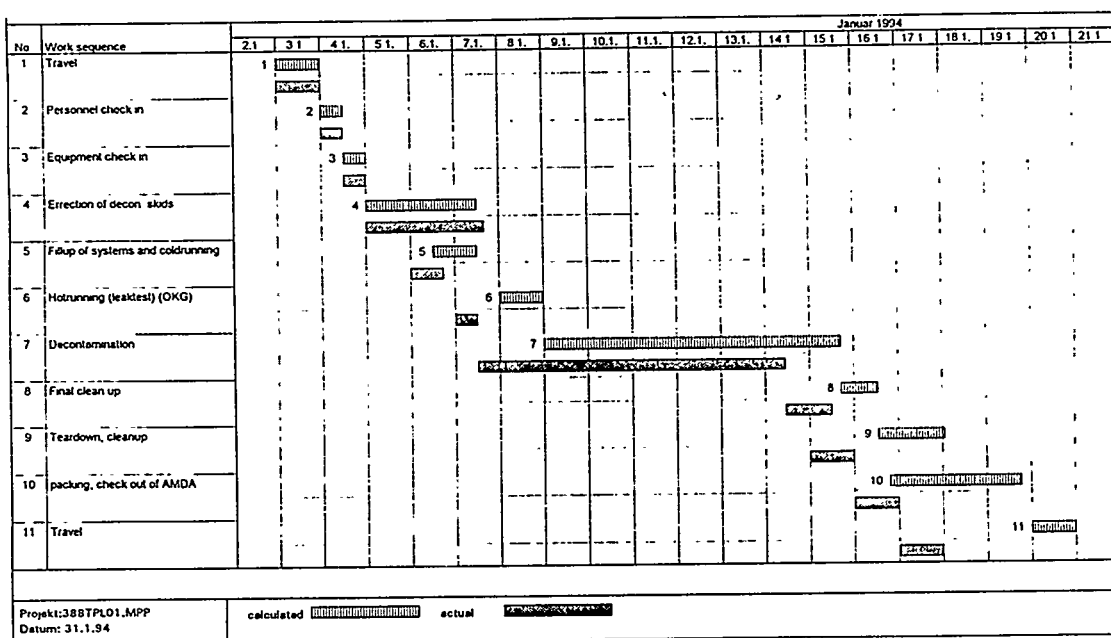 Januar 1994
No Work sequence 2.1 3 1 4 1. 5 1. 6.1. 7.1. 8 1. 9.1. 10.1. 11.1. 12.1. 13.1. 14 1 15 1 16 1 17 1 18 1. 19 1 20 1 21 1
1 Travel 1
2 Personnel check in 2
3 Equipment check in 3
4 Errection of decon skids 4
5 Fillup of systems and coldrunning 5
6 Hotrunning (leaktest) (OKG) 6
7 Decontamination 7
8 Final clean up 8
9 Teardown, cleanup 9
10 packing, check out of AMDA 10
11 Travel 11
Projekt:388TPL01.MPP calculated actual
Datum: 31.1.94